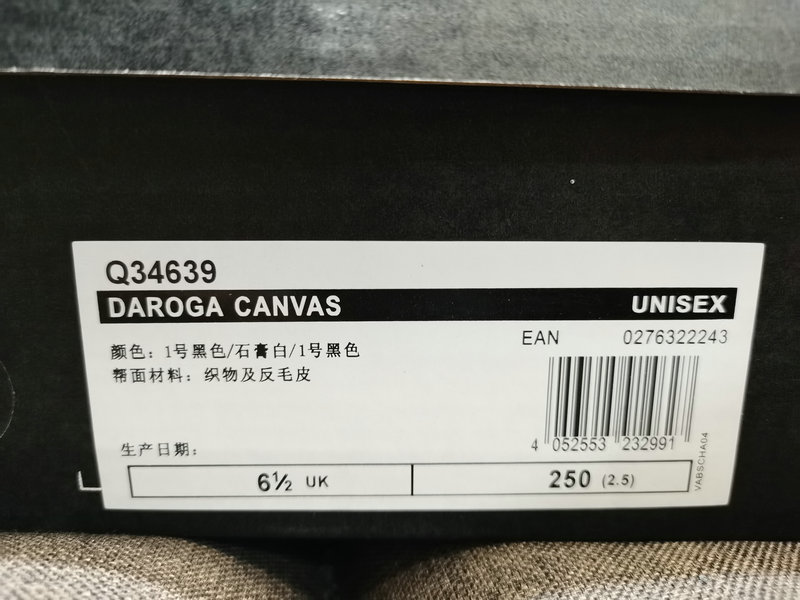 Q34639
DAROGA CANVAS UNISEX
EAN 0276322243
颜色：1号黑色/石膏白/1号黑色
帮面材料：织物及反毛皮
4 052553 232991
VABSCHA04
生产日期：
6½ UK 250 (2.5)